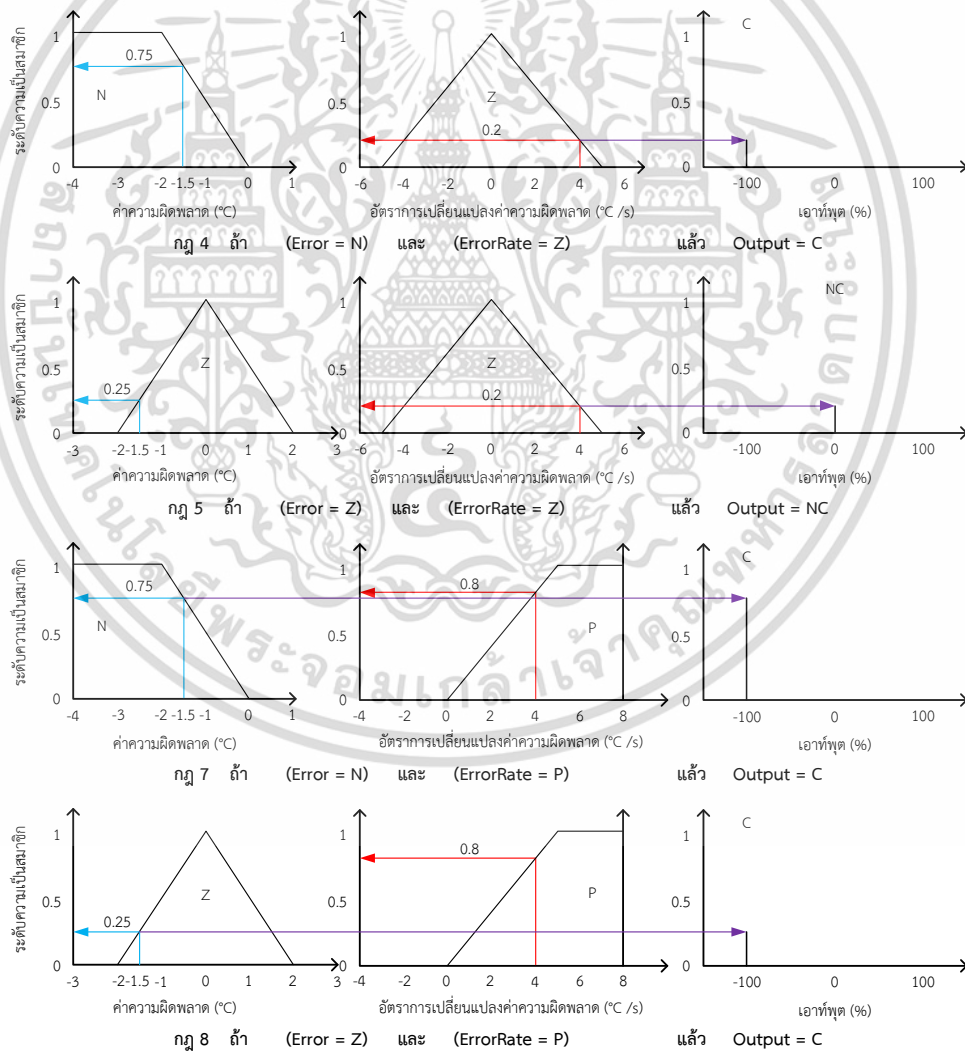 ระดับความเป็นสมาชิก
1
0.75
0.5
N
0
-4 -3 -2 -1.5 -1 0 1
ค่าความผิดพลาด (°C)
1
0.5
Z
0.2
0
-6 -4 -2 0 2 4 6
อัตราการเปลี่ยนแปลงค่าความผิดพลาด (°C /s)
C
1
0.5
0
-100 0 100
เอาท์พุต (%)
กฎ 4 ถ้า (Error = N) และ (ErrorRate = Z) แล้ว Output = C
ระดับความเป็นสมาชิก
1
0.5
Z
0.25
0
-3 -2 -1.5 -1 0 1 2 3
ค่าความผิดพลาด (°C)
1
0.5
Z
0.2
0
-6 -4 -2 0 2 4 6
อัตราการเปลี่ยนแปลงค่าความผิดพลาด (°C /s)
NC
1
0.5
0
-100 0 100
เอาท์พุต (%)
กฎ 5 ถ้า (Error = Z) และ (ErrorRate = Z) แล้ว Output = NC
ระดับความเป็นสมาชิก
1
0.75
0.5
N
0
-4 -3 -2 -1.5 -1 0 1
ค่าความผิดพลาด (°C)
1
0.8
0.5
P
0
-4 -2 0 2 4 6 8
อัตราการเปลี่ยนแปลงค่าความผิดพลาด (°C /s)
C
1
0.5
0
-100 0 100
เอาท์พุต (%)
กฎ 7 ถ้า (Error = N) และ (ErrorRate = P) แล้ว Output = C
ระดับความเป็นสมาชิก
1
0.5
Z
0.25
0
-3 -2 -1.5 -1 0 1 2 3
ค่าความผิดพลาด (°C)
1
0.8
0.5
P
0
-4 -2 0 2 4 6 8
อัตราการเปลี่ยนแปลงค่าความผิดพลาด (°C /s)
C
1
0.5
0
-100 0 100
เอาท์พุต (%)
กฎ 8 ถ้า (Error = Z) และ (ErrorRate = P) แล้ว Output = C
พระจอมเกล้าเจ้าคุณทหาร